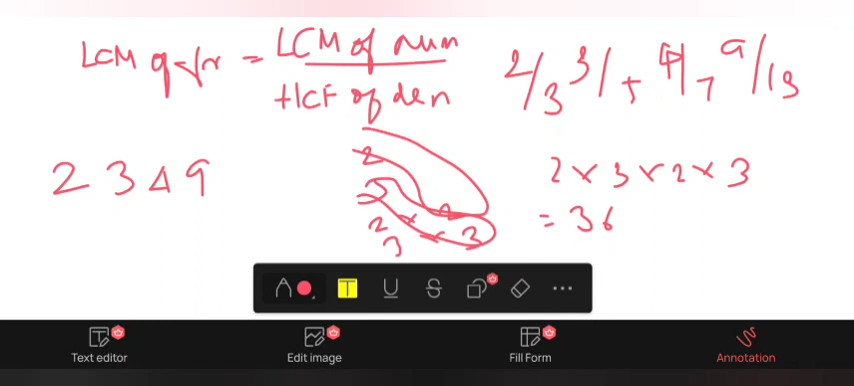 LCM of fr = LCM of num
HCF of den
2/3 3/5 4/7 9/13
2 3 4 9
2 × 3 × 2 × 3
= 36
T
U
S
Text editor
Edit image
Fill Form
Annotation